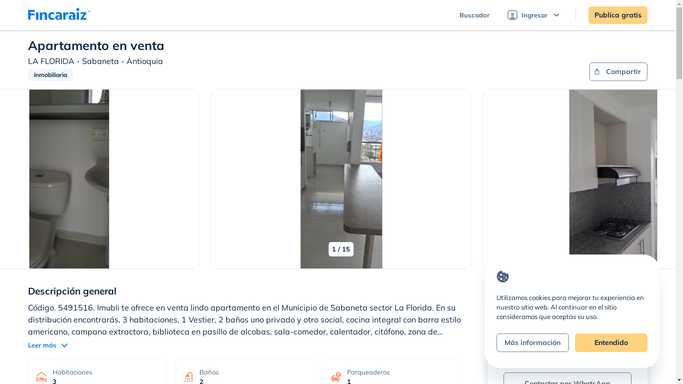 Fincaraiz
Buscador
Ingresar
Publica gratis
Apartamento en venta
LA FLORIDA - Sabaneta - Antioquia
Inmobiliaria
Compartir
1 / 15
Descripción general
Código. 5491516. Imubli te ofrece en venta lindo apartamento en el Municipio de Sabaneta sector La Florida. En su
distribución encontrarás, 3 habitaciones, 1 Vestier, 2 baños uno privado y otro social, cocina integral con barra estilo
americano, campana extractora, biblioteca en pasillo de alcobas, sala-comedor, calentador, citófono, zona de...
Leer más
Habitaciones
3
Baños
2
Parqueaderos
1
Utilizamos cookies para mejorar tu experiencia en
nuestro sitio web. Al continuar en el sitio
consideramos que aceptas su uso.
Más información
Entendido
Contactar por WhatsApp